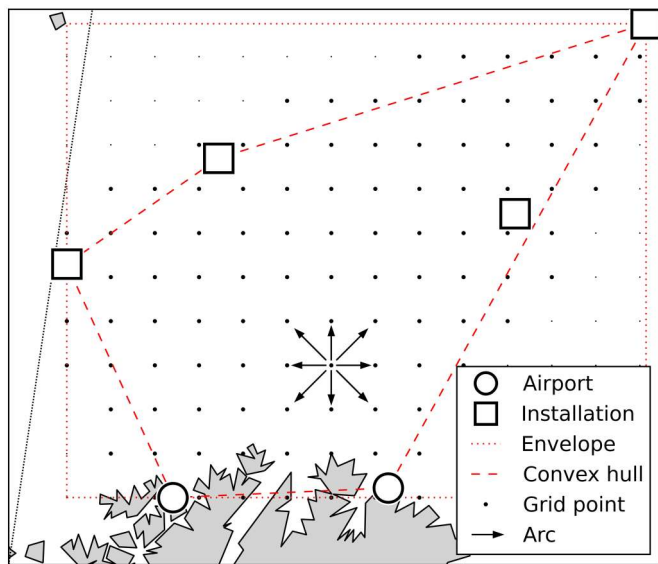 Airport
Installation
Envelope
Convex hull
Grid point
Arc